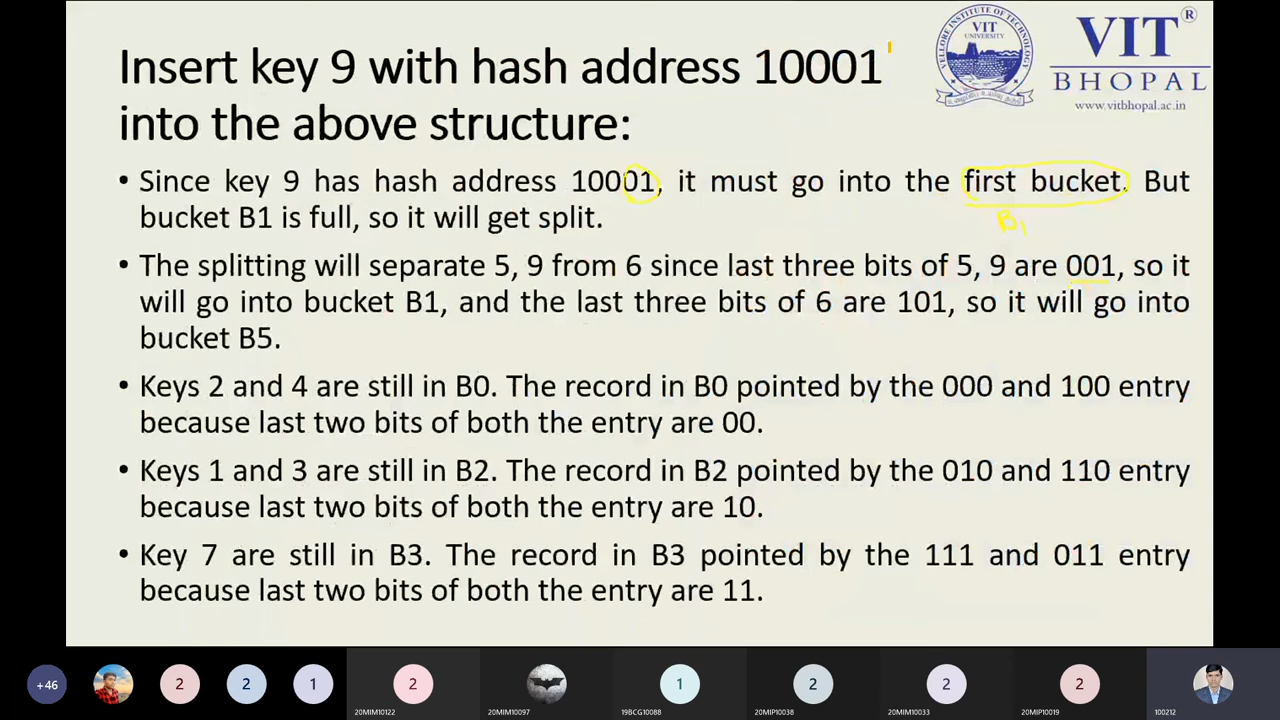 Insert key 9 with hash address 10001
into the above structure:
VIT
UNIVERSITY
VELLORE INSTITUTE OF TECHNOLOGY
VIT®
BHOPAL
www.vitbhopal.ac.in
• Since key 9 has hash address 10001, it must go into the first bucket. But
bucket B1 is full, so it will get split.
B1
• The splitting will separate 5, 9 from 6 since last three bits of 5, 9 are 001, so it
will go into bucket B1, and the last three bits of 6 are 101, so it will go into
bucket B5.
• Keys 2 and 4 are still in B0. The record in B0 pointed by the 000 and 100 entry
because last two bits of both the entry are 00.
• Keys 1 and 3 are still in B2. The record in B2 pointed by the 010 and 110 entry
because last two bits of both the entry are 10.
• Key 7 are still in B3. The record in B3 pointed by the 111 and 011 entry
because last two bits of both the entry are 11.
+46 2 2 1 2 1 2 2 2
20MIM10122 20MIM10097 19BCG10088 20MIP10038 20MIM10033 20MIP10019 100212